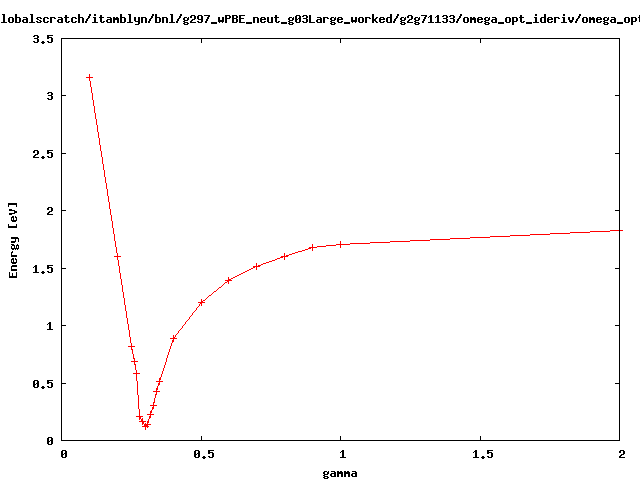 lobalscratch/itamblyn/bnl/g297_wPBE_neut_g03Large_worked/g2g71133/omega_opt_ideriv/omega_opt
3.5
3
2.5
2
1.5
1
0.5
0
Energy [eV]
0 0.5 1 1.5 2
gamma